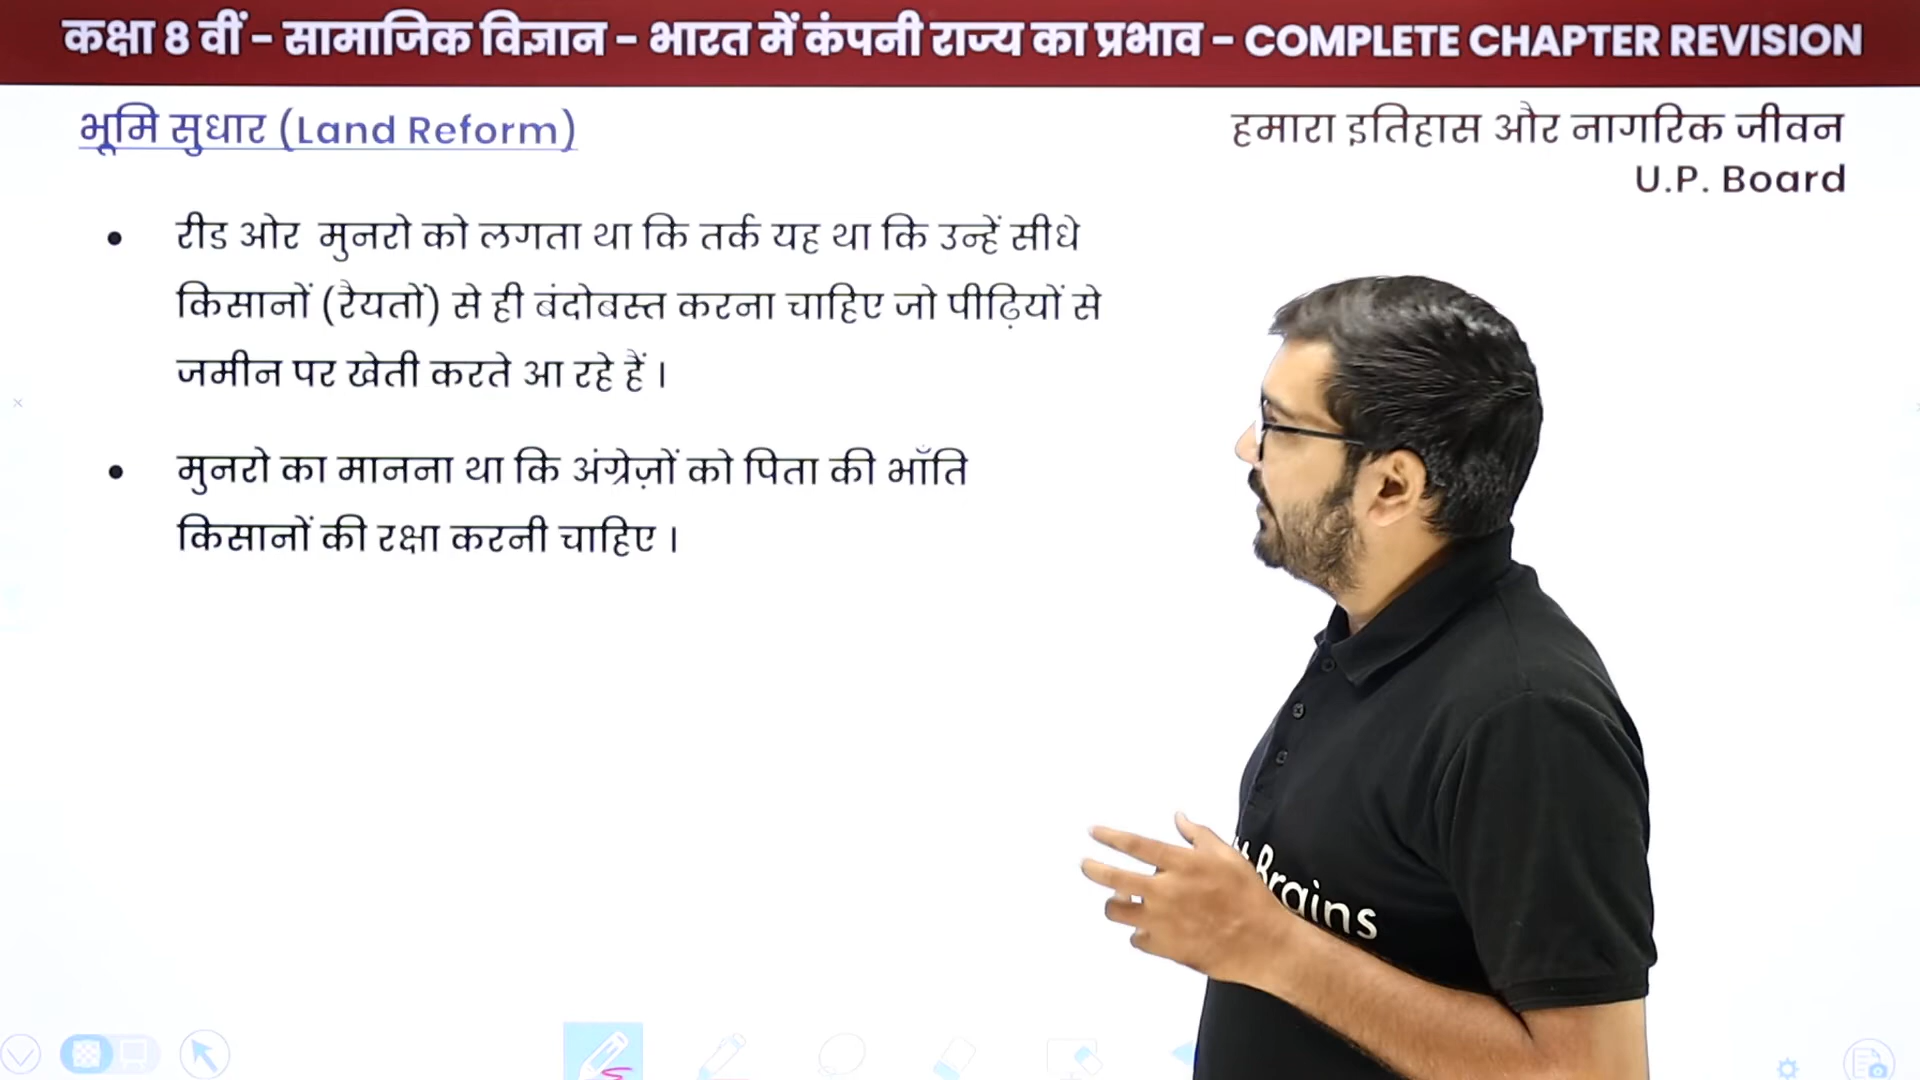 कक्षा 8 वीं – सामाजिक विज्ञान – भारत में कंपनी राज्य का प्रभाव – COMPLETE CHAPTER REVISION
भूमि सुधार (Land Reform)
हमारा इतिहास और नागरिक जीवन
U.P. Board
• रीड ओर मुनरो को लगता था कि तर्क यह था कि उन्हें सीधे
किसानों (रैयतों) से ही बंदोबस्त करना चाहिए जो पीढ़ियों से
जमीन पर खेती करते आ रहे हैं ।
• मुनरो का मानना था कि अंग्रेज़ों को पिता की भाँति
किसानों की रक्षा करनी चाहिए ।
Brains